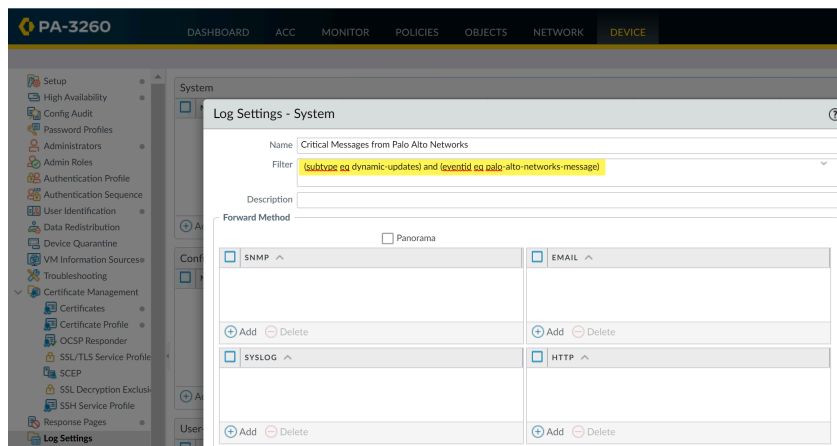 PA-3260
DASHBOARD ACC MONITOR POLICIES OBJECTS NETWORK DEVICE
Setup
High Availability
Config Audit
Password Profiles
Administrators
Admin Roles
Authentication Profile
Authentication Sequence
User Identification
Data Redistribution
Device Quarantine
VM Information Sources
Troubleshooting
Certificate Management
Certificates
Certificate Profile
OCSP Responder
SSL/TLS Service Profile
SCEP
SSL Decryption Exclusi
SSH Service Profile
Response Pages
Log Settings
System
Log Settings - System
Name Critical Messages from Palo Alto Networks
Filter (subtype eq dynamic-updates) and (eventid eq palo-alto-networks-message)
Description
Forward Method
Panorama
SNMP EMAIL
Add Delete Add Delete
SYSLOG HTTP
Add Delete Add Delete
Conf
User-